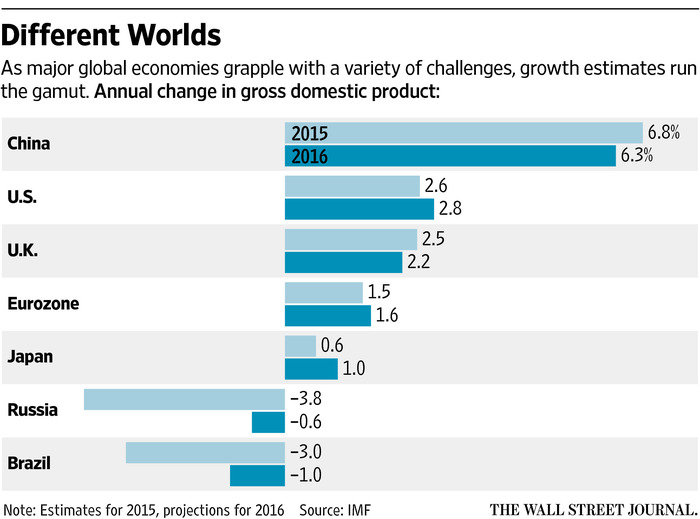 Different Worlds
As major global economies grapple with a variety of challenges, growth estimates run
the gamut. Annual change in gross domestic product:
China
2015
6.8%
2016
6.3%
U.S.
2.6
2.8
U.K.
2.5
2.2
Eurozone
1.5
1.6
Japan
0.6
1.0
Russia
−3.8
−0.6
Brazil
−3.0
−1.0
Note: Estimates for 2015, projections for 2016 Source: IMF
THE WALL STREET JOURNAL.